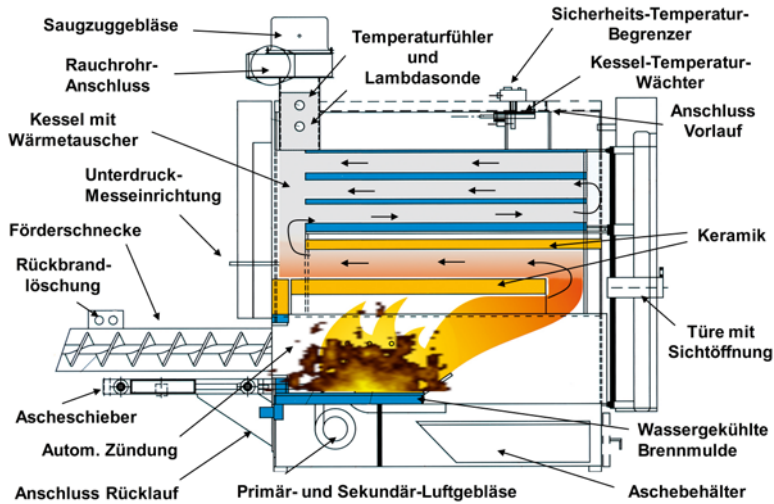 Saugzuggebläse
Rauchrohr-
Anschluss
Kessel mit
Wärmetauscher
Unterdruck-
Messeinrichtung
Förderschnecke
Rückbrand-
löschung
Ascheschieber
Autom. Zündung
Anschluss Rücklauf
Temperaturfühler
und
Lambdasonde
Sicherheits-Temperatur-
Begrenzer
Kessel-Temperatur-
Wächter
Anschluss
Vorlauf
Keramik
Türe mit
Sichtöffnung
Wassergekühlte
Brennmulde
Primär- und Sekundär-Luftgebläse
Aschebehälter